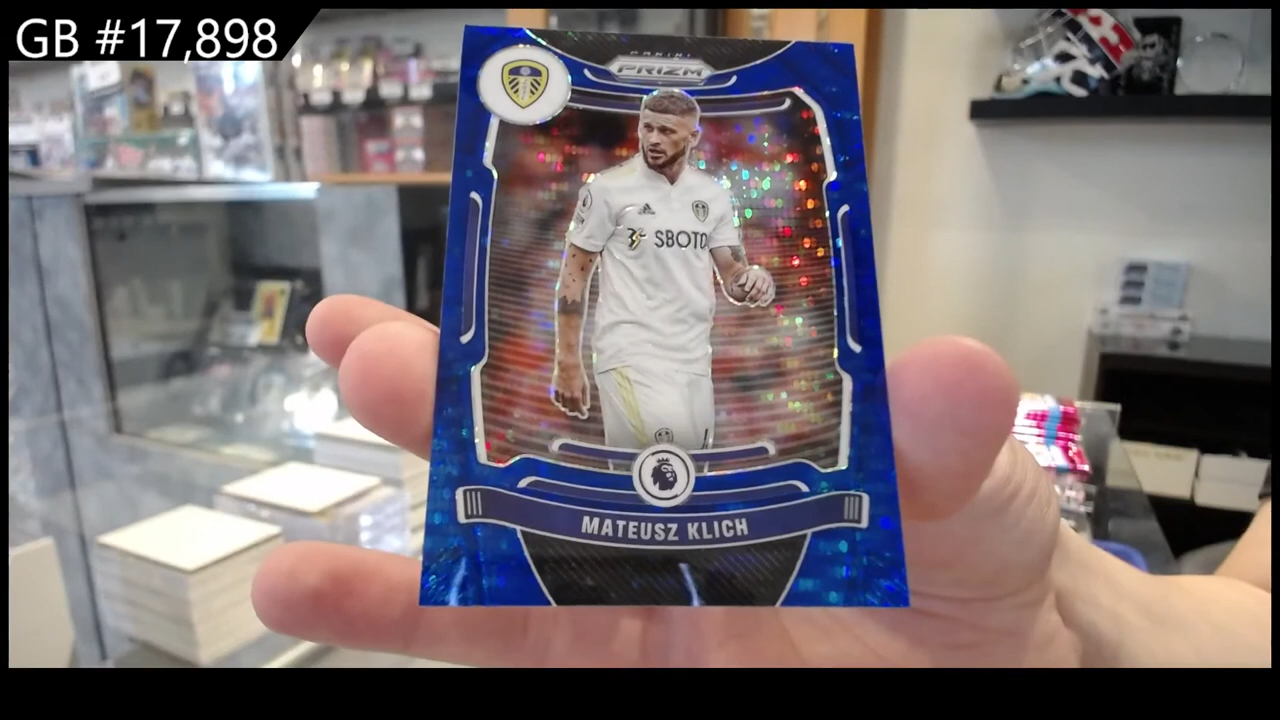 GB #17,898
PANINI
PRIZM
SBOTO
MATEUSZ KLICH